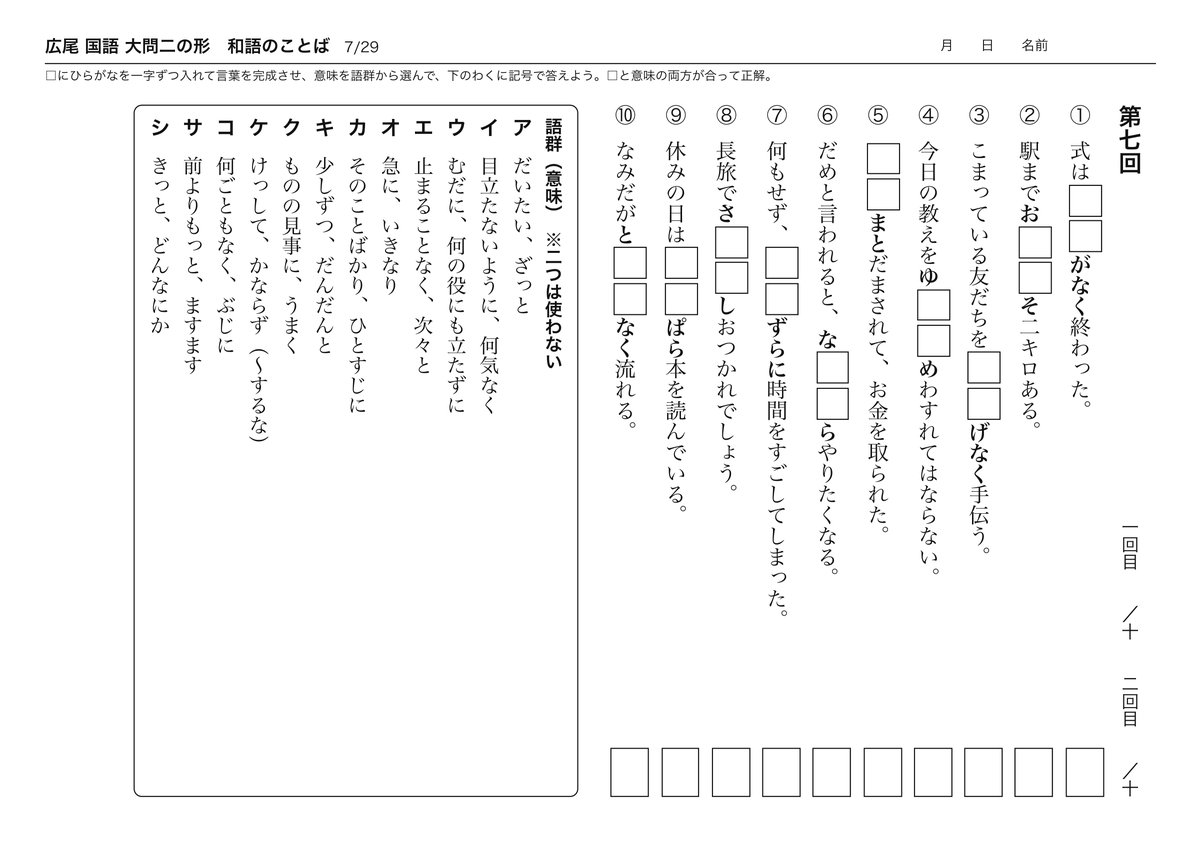 広尾 国語 大問二の形　和語のことば 7/29
月　日　名前
□にひらがなを一字ずつ入れて言葉を完成させ、意味を語群から選んで、下のわくに記号で答えよう。□と意味の両方が合って正解。
第七回　一回目　／十　二回目　／十
① 式は□□がなく終わった。
② 駅までお□□そ二キロある。
③ こまっている友だちを□□げなく手伝う。
④ 今日の教えをゆ□□めわすれてはならない。
⑤ □□まとだまされて、お金を取られた。
⑥ だめと言われると、な□□らやりたくなる。
⑦ 何もせず、□□ずらに時間をすごしてしまった。
⑧ 長旅でさ□□しおつかれでしょう。
⑨ 休みの日は□□ぱら本を読んでいる。
⑩ なみだがと□□なく流れる。
語群（意味）　※二つは使わない
ア　だいたい、ざっと
イ　目立たないように、何気なく
ウ　むだに、何の役にも立たずに
エ　止まることなく、次々と
オ　急に、いきなり
カ　そのことばかり、ひとすじに
キ　少しずつ、だんだんと
ク　ものの見事に、うまく
ケ　けっして、かならず（〜するな）
コ　何ごともなく、ぶじに
サ　前よりもっと、ますます
シ　きっと、どんなにか